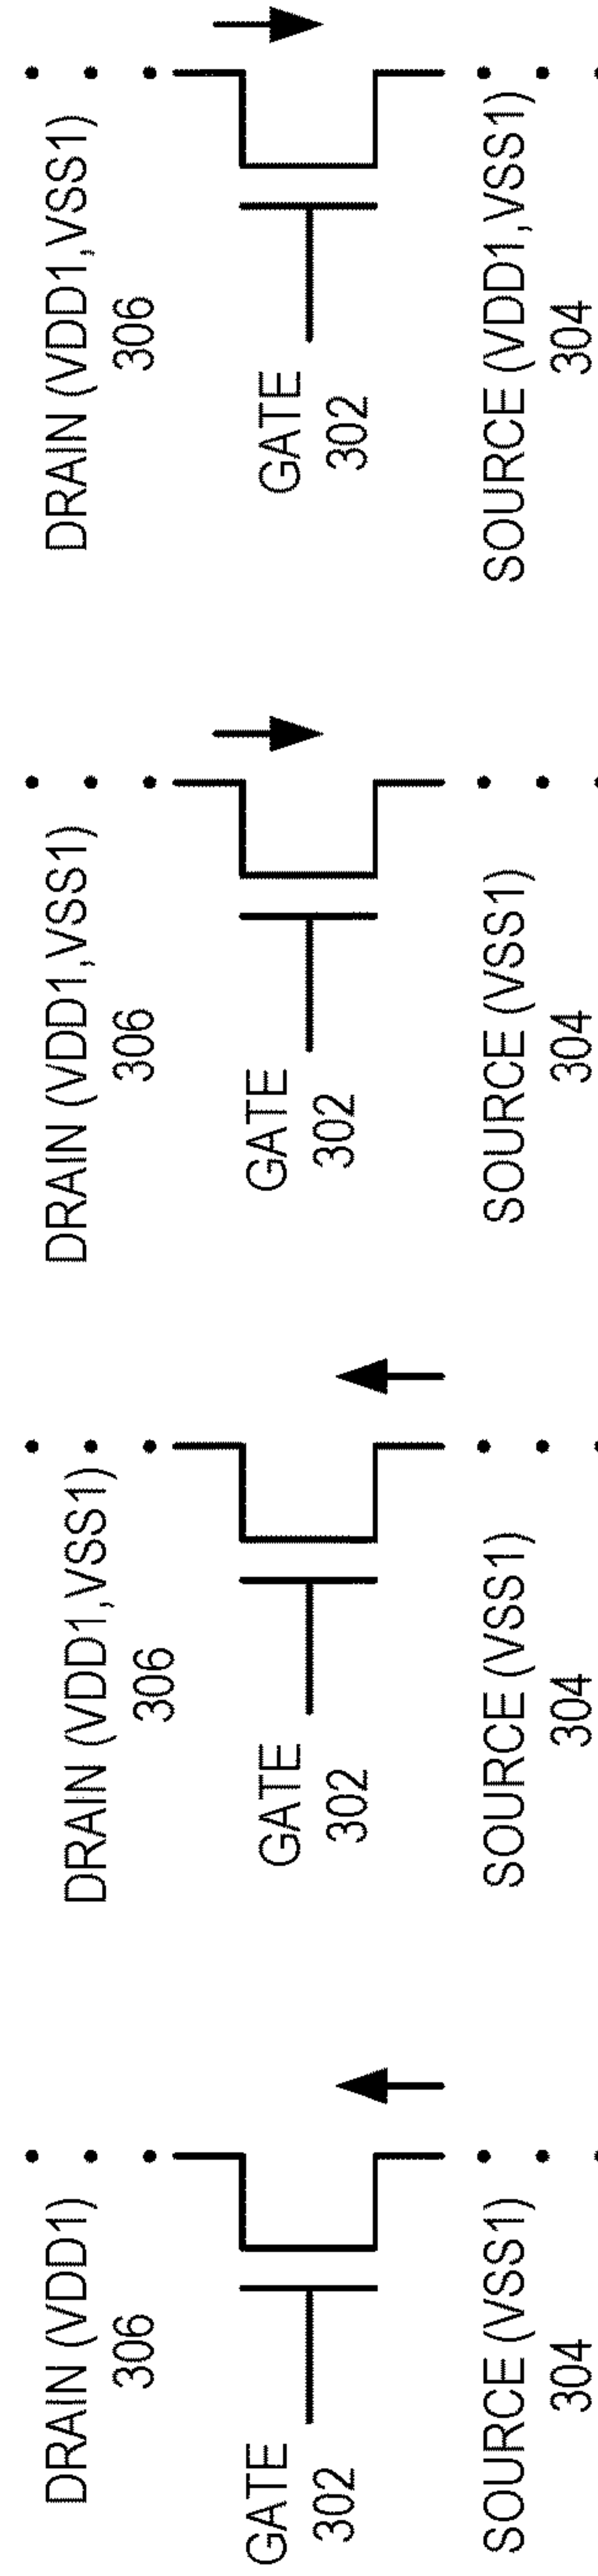 DRAIN (VDD1)
306
GATE
302
SOURCE (VSS1)
304
DRAIN (VDD1,VSS1)
306
GATE
302
SOURCE (VSS1)
304
DRAIN (VDD1,VSS1)
306
GATE
302
SOURCE (VSS1)
304
DRAIN (VDD1,VSS1)
306
GATE
302
SOURCE (VDD1,VSS1)
304